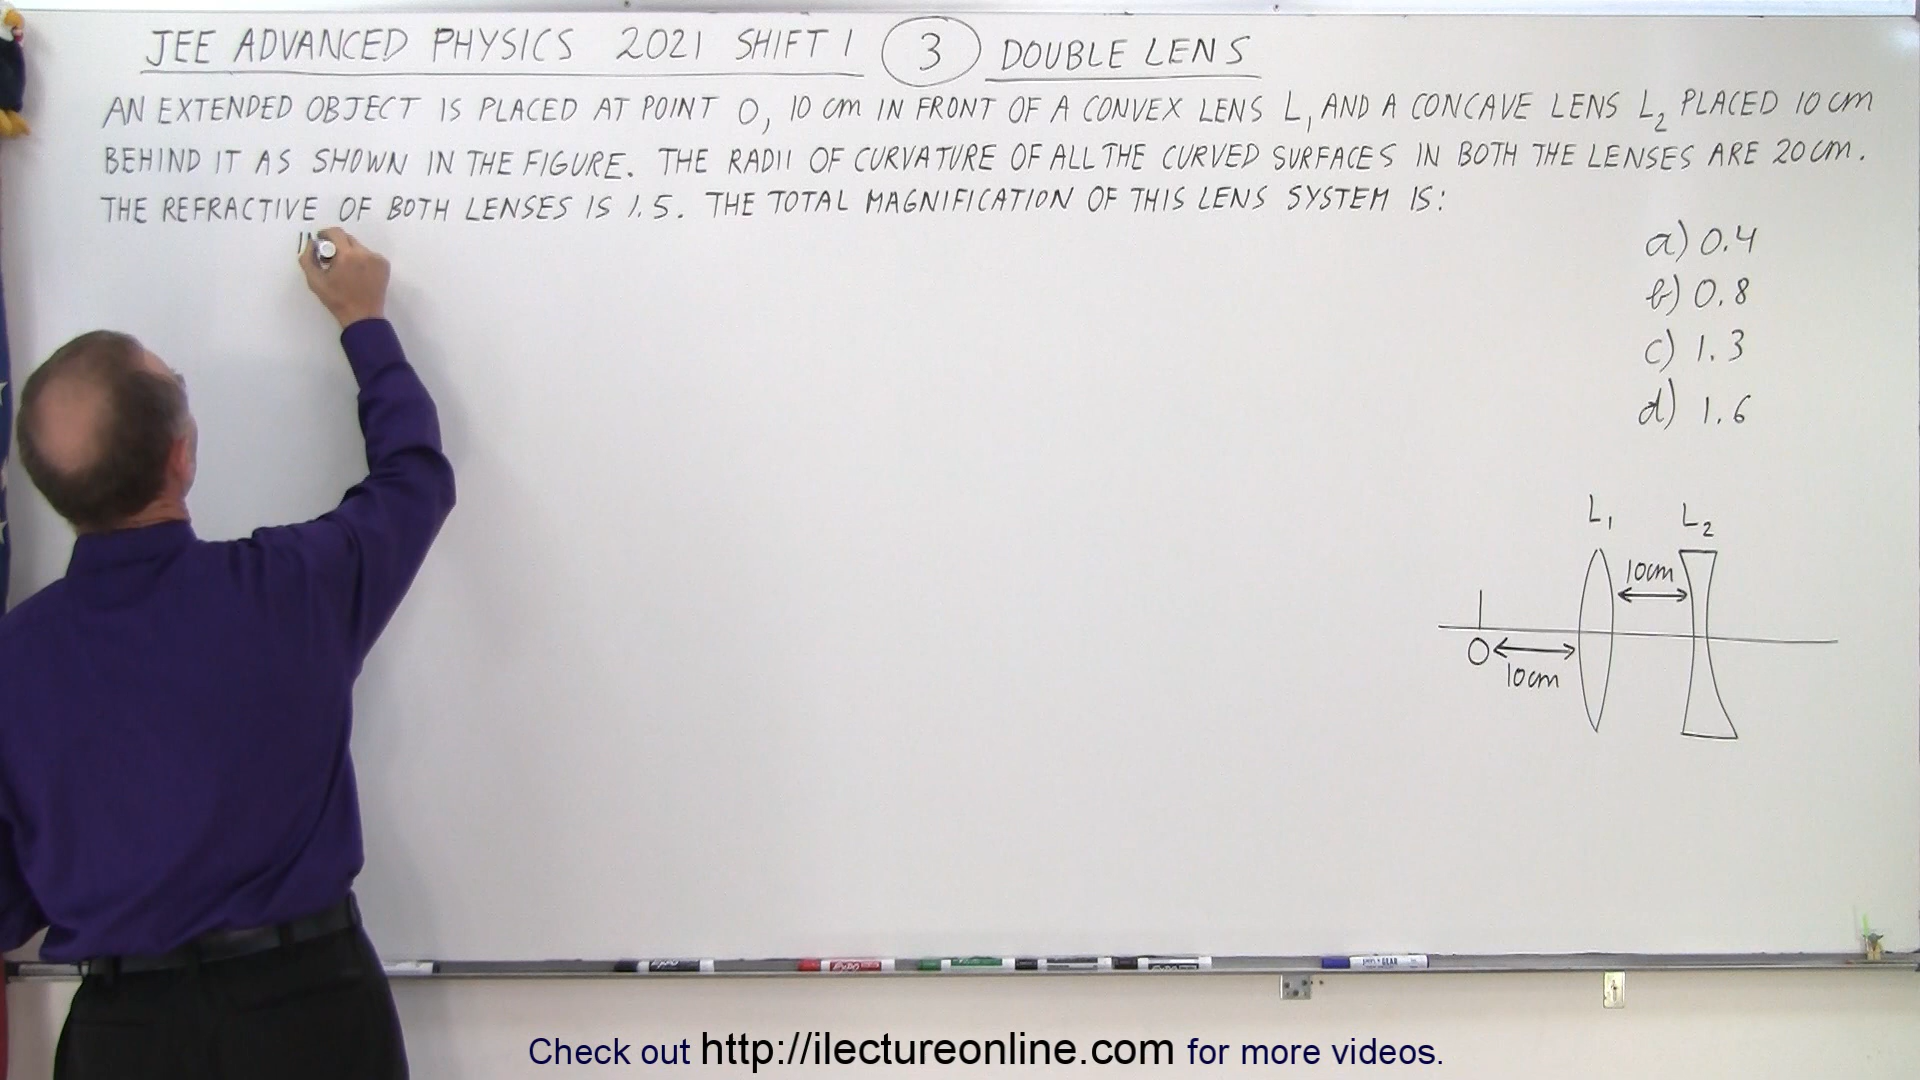 JEE ADVANCED PHYSICS 2021 SHIFT 1 3 DOUBLE LENS
AN EXTENDED OBJECT IS PLACED AT POINT O, 10 cm IN FRONT OF A CONVEX LENS L1 AND A CONCAVE LENS L2 PLACED 10 cm
BEHIND IT AS SHOWN IN THE FIGURE. THE RADII OF CURVATURE OF ALL THE CURVED SURFACES IN BOTH THE LENSES ARE 20 cm.
THE REFRACTIVE OF BOTH LENSES IS 1.5. THE TOTAL MAGNIFICATION OF THIS LENS SYSTEM IS:
a) 0.4
b) 0.8
c) 1.3
d) 1.6
L1 L2
10cm
O
10cm
EXPO
Check out http://ilectureonline.com for more videos.